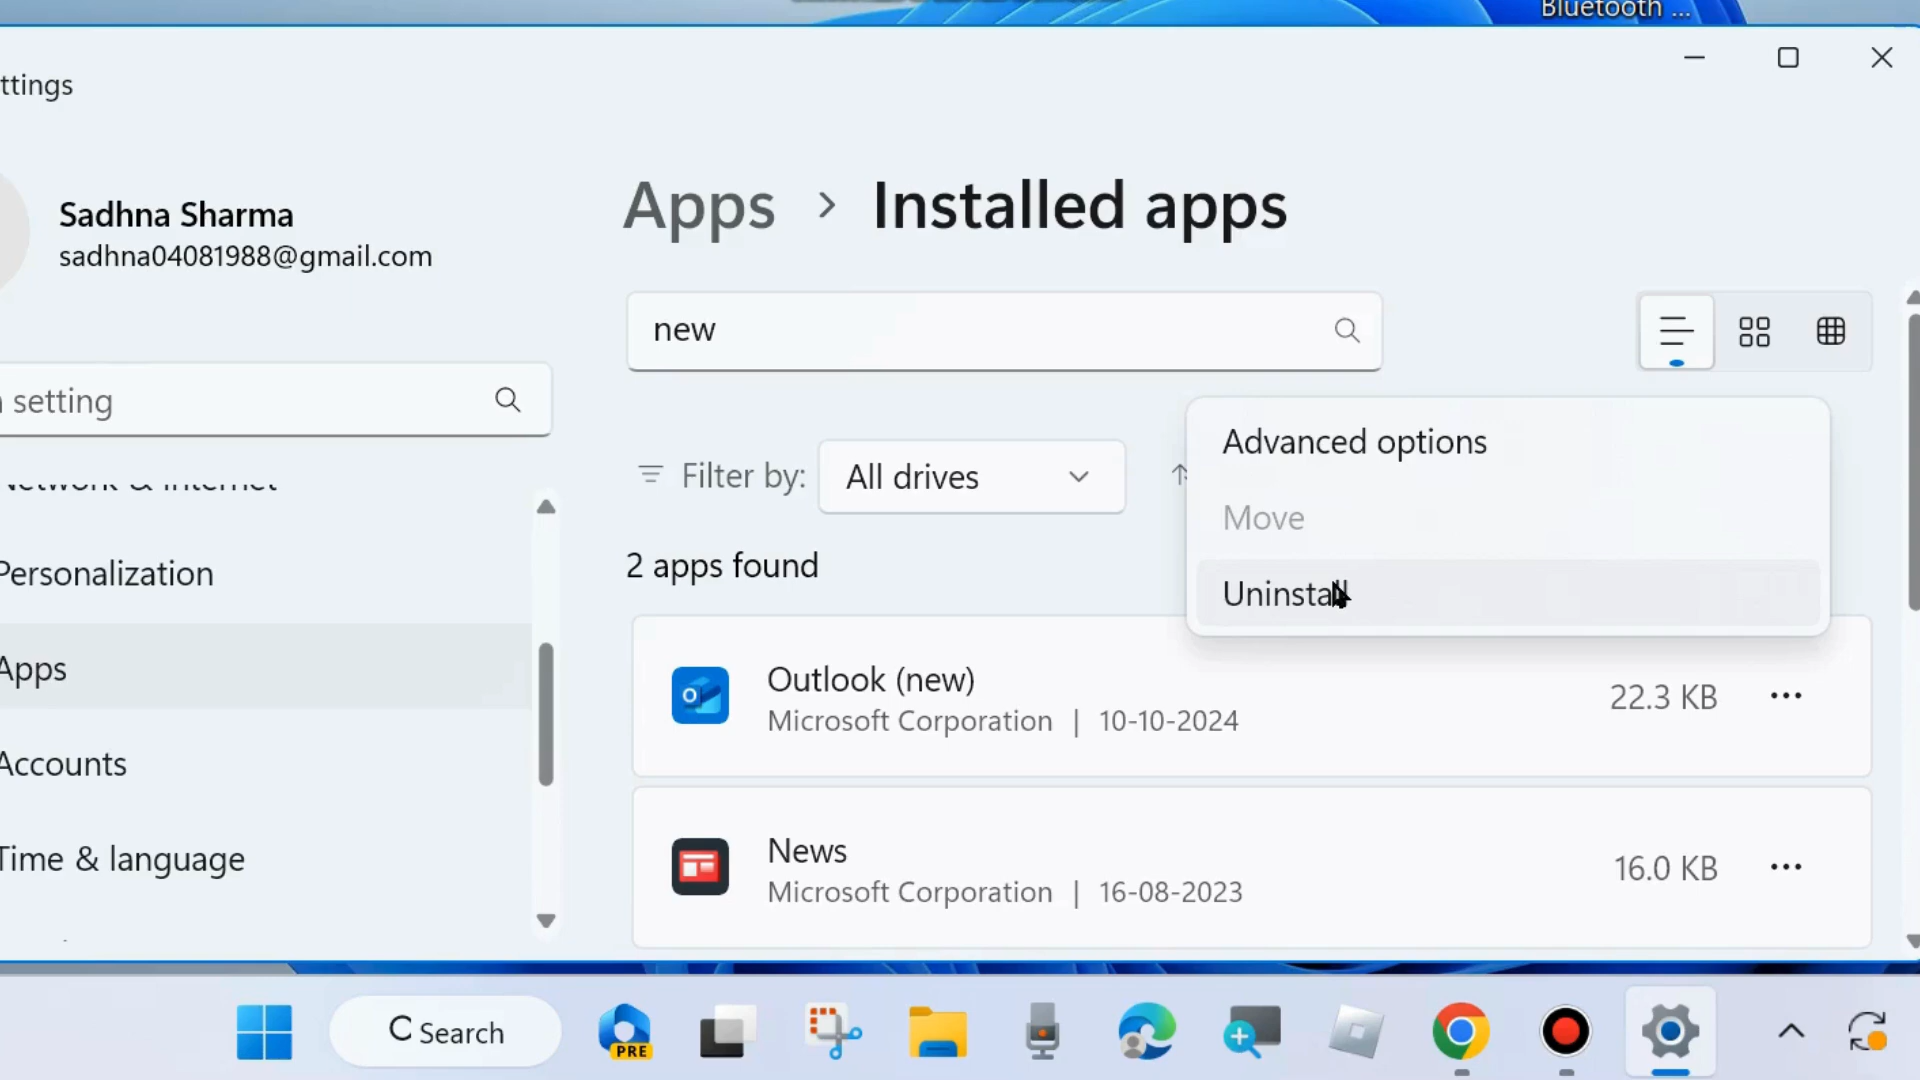 Bluetooth ...
ttings
Sadhna Sharma
sadhna04081988@gmail.com
Apps > Installed apps
new
setting
Filter by:
All drives
Advanced options
Move
Uninstall
2 apps found
Personalization
Apps
Accounts
Time & language
Outlook (new)
Microsoft Corporation | 10-10-2024
22.3 KB
News
Microsoft Corporation | 16-08-2023
16.0 KB
Search
PRE